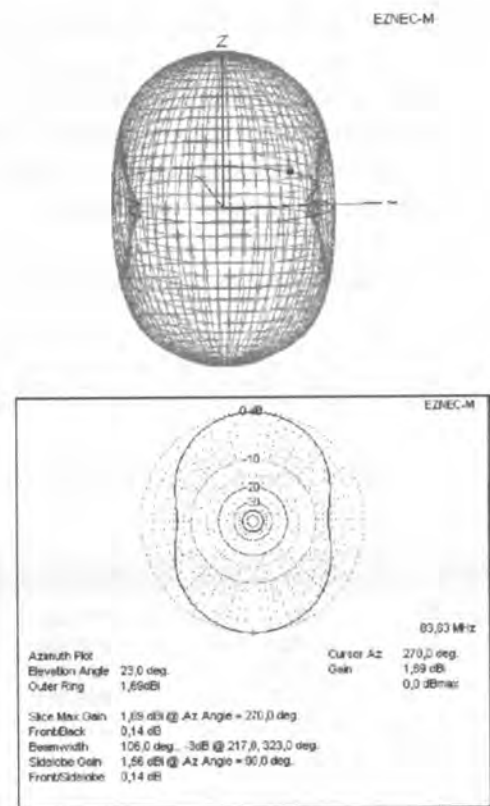 EZNEC-M
Z
EZNEC-M
0 dB
-10
-20
-30
83,63 MHz
Azimuth Plot
Elevation Angle 23,0 deg.
Outer Ring 1,69dBi
Cursor Az 270,0 deg.
Gain 1,69 dBi
0,0 dBmax
Slice Max Gain 1,69 dBi @ Az Angle = 270,0 deg.
Front/Back 0,14 dB
Beamwidth 106,0 deg., -3dB @ 217,0, 323,0 deg.
Sidelobe Gain 1,56 dBi @ Az Angle = 90,0 deg.
Front/Sidelobe 0,14 dB